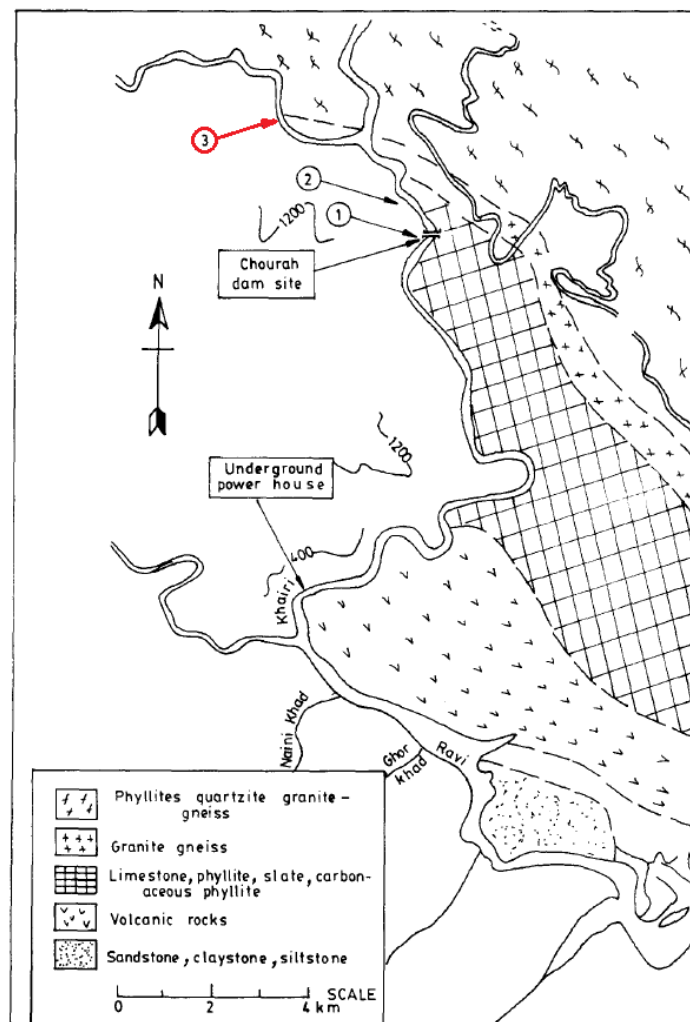 3
2
1
1200
Chourah
dam site
N
1200
Underground
power house
400
Khairi
Naini Khad
Ghor
khad
Ravi
Phyllites quartzite granite-
gneiss
Granite gneiss
Limestone, phyllite, slate, carbon-
aceous phyllite
Volcanic rocks
Sandstone, claystone, siltstone
SCALE
0 2 4 km